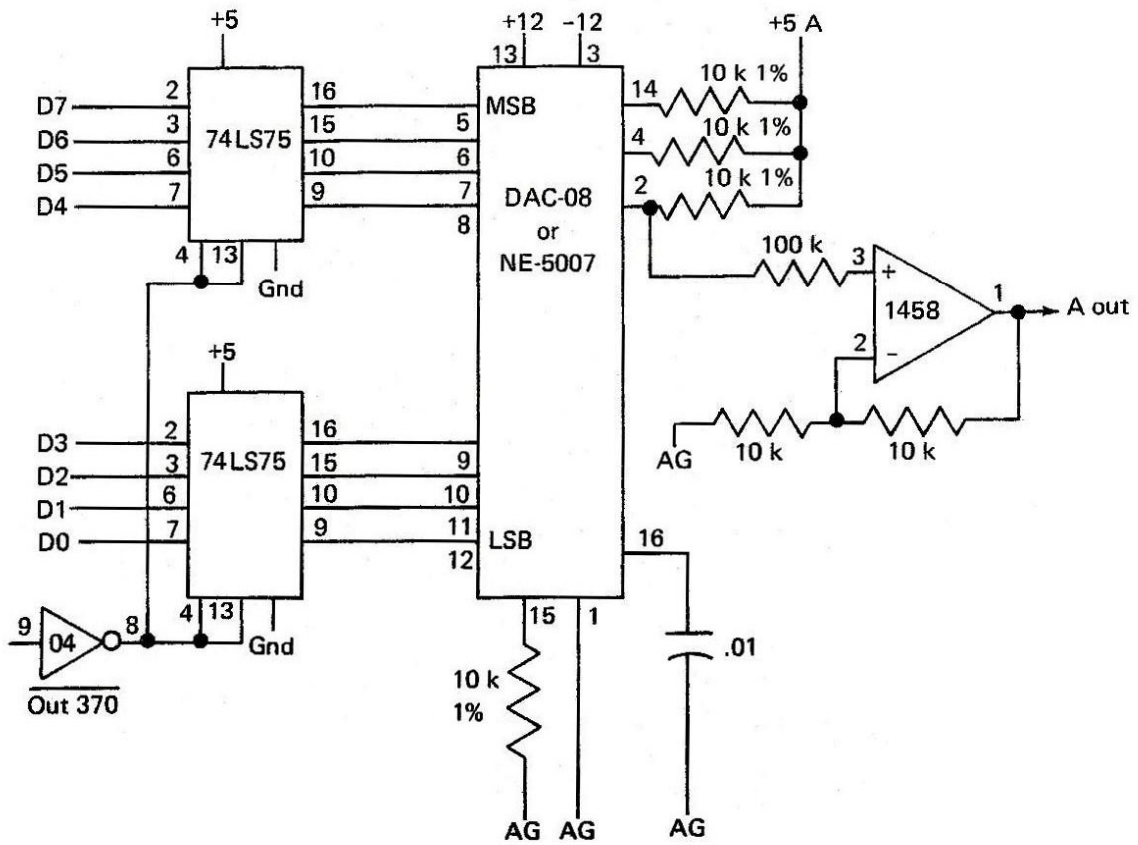 +5
+12 -12
+5 A
13 3
D7 2 16 MSB 14 10 k 1%
D6 3 74LS75 15 5 4 10 k 1%
D5 6 10 6 2 10 k 1%
D4 7 9 7 DAC-08
8 or
NE-5007
4 13 Gnd
100 k 3 +
1458 1 A out
2 -
AG 10 k 10 k
+5
D3 2 16
D2 3 74LS75 15 9
D1 6 10 10
D0 7 9 11 LSB
12
16
4 13 Gnd
9 04 8
Out 370
15 1
10 k
1%
.01
AG AG AG